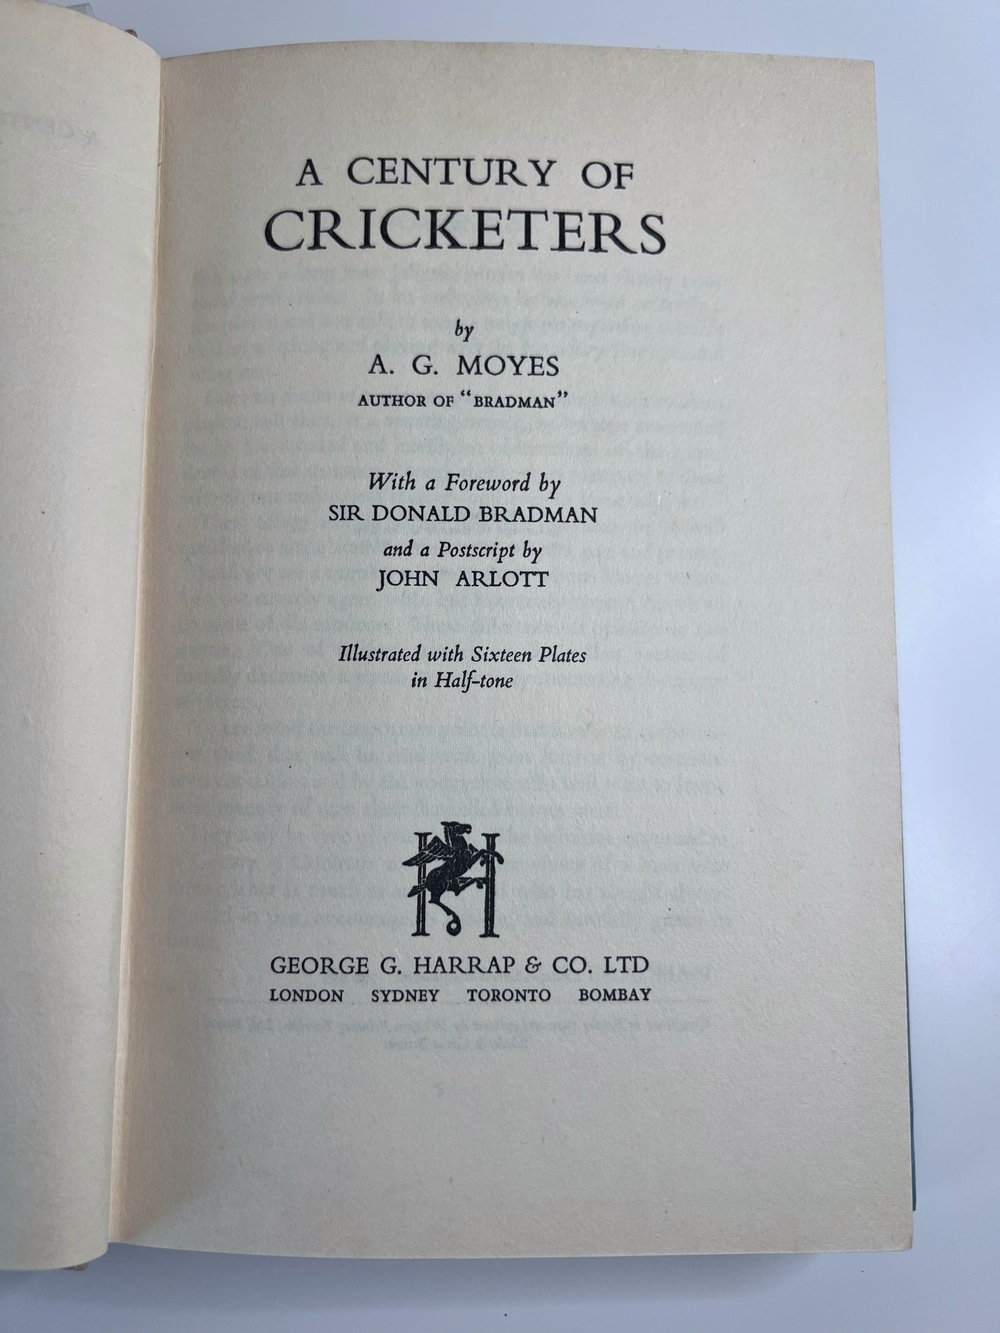 A CENTURY OF
CRICKETERS
by
A. G. MOYES
AUTHOR OF "BRADMAN"
With a Foreword by
SIR DONALD BRADMAN
and a Postscript by
JOHN ARLOTT
Illustrated with Sixteen Plates
in Half-tone
H
GEORGE G. HARRAP & CO. LTD
LONDON SYDNEY TORONTO BOMBAY